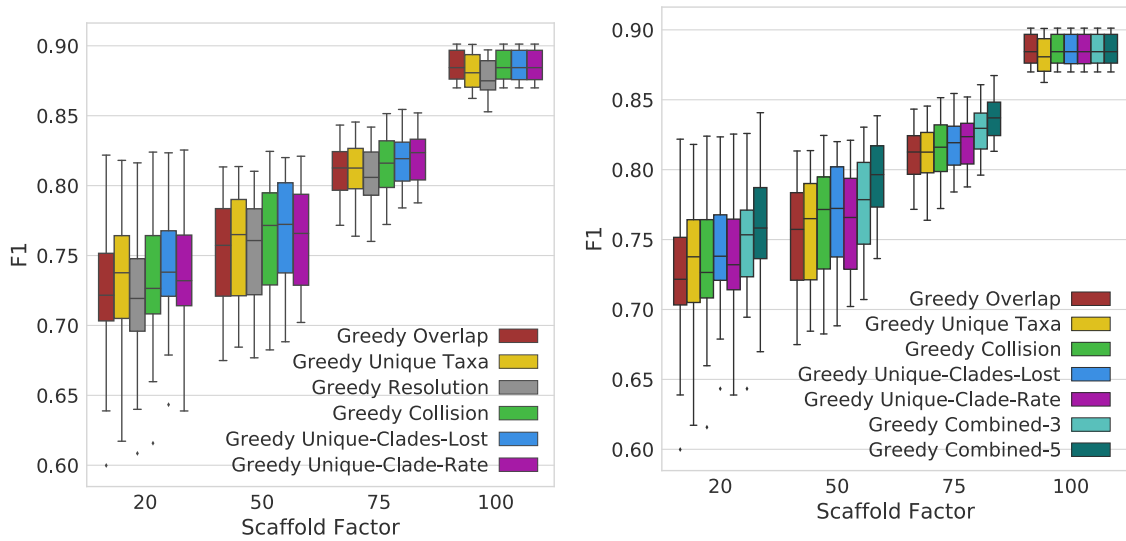 0.90
0.85
0.80
0.75
0.70
0.65
0.60
F1
20
50
75
100
Scaffold Factor
Greedy Overlap
Greedy Unique Taxa
Greedy Resolution
Greedy Collision
Greedy Unique-Clades-Lost
Greedy Unique-Clade-Rate
0.90
0.85
0.80
0.75
0.70
0.65
0.60
F1
20
50
75
100
Scaffold Factor
Greedy Overlap
Greedy Unique Taxa
Greedy Collision
Greedy Unique-Clades-Lost
Greedy Unique-Clade-Rate
Greedy Combined-3
Greedy Combined-5